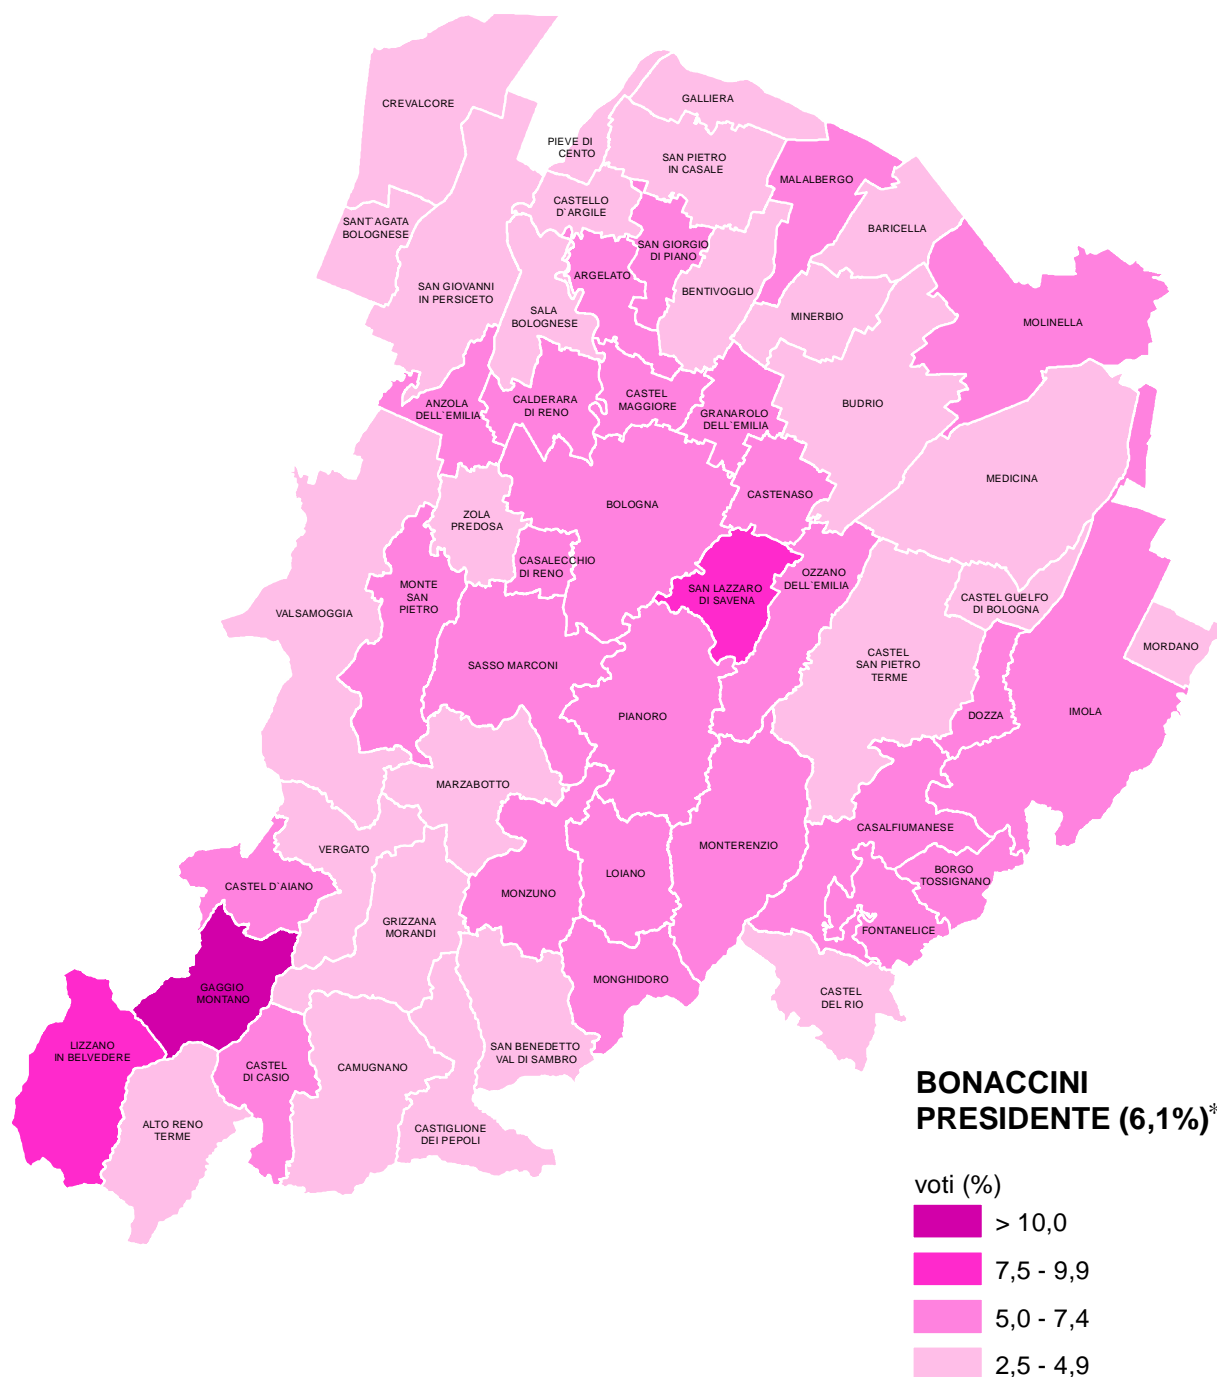 CREVALCORE
GALLIERA
PIEVE DI
CENTO
SAN PIETRO
IN CASALE
MALALBERGO
CASTELLO
D`ARGILE
SANT`AGATA
BOLOGNESE
BARICELLA
SAN GIORGIO
DI PIANO
ARGELATO
SAN GIOVANNI
IN PERSICETO
BENTIVOGLIO
SALA
BOLOGNESE
MINERBIO
MOLINELLA
ANZOLA
DELL`EMILIA
CALDERARA
DI RENO
CASTEL
MAGGIORE
GRANAROLO
DELL`EMILIA
BUDRIO
MEDICINA
CASTENASO
BOLOGNA
ZOLA
PREDOSA
CASALECCHIO
DI RENO
MONTE
SAN
PIETRO
VALSAMOGGIA
SAN LAZZARO
DI SAVENA
OZZANO
DELL`EMILIA
CASTEL GUELFO
DI BOLOGNA
MORDANO
CASTEL
SAN PIETRO
TERME
SASSO MARCONI
PIANORO
DOZZA
IMOLA
MARZABOTTO
CASALFIUMANESE
VERGATO
MONTERENZIO
LOIANO
BORGO
TOSSIGNANO
CASTEL D`AIANO
MONZUNO
GRIZZANA
MORANDI
FONTANELICE
MONGHIDORO
GAGGIO
MONTANO
CASTEL
DEL RIO
LIZZANO
IN BELVEDERE
SAN BENEDETTO
VAL DI SAMBRO
CASTEL
DI CASIO
CAMUGNANO
ALTO RENO
TERME
CASTIGLIONE
DEI PEPOLI
BONACCINI
PRESIDENTE (6,1%)*
voti (%)
> 10,0
7,5 - 9,9
5,0 - 7,4
2,5 - 4,9